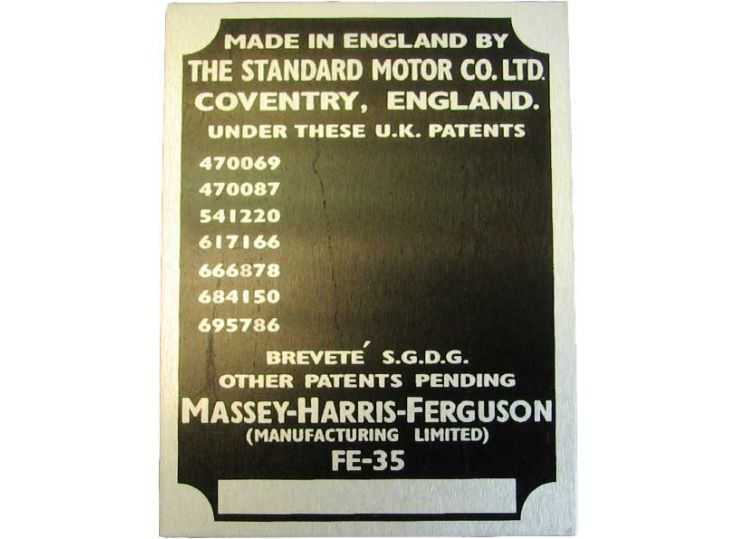 MADE IN ENGLAND BY
THE STANDARD MOTOR CO. LTD.
COVENTRY, ENGLAND.
UNDER THESE U.K. PATENTS
470069
470087
541220
617166
666878
684150
695786
BREVETE´ S.G.D.G.
OTHER PATENTS PENDING
MASSEY-HARRIS-FERGUSON
(MANUFACTURING LIMITED)
FE-35